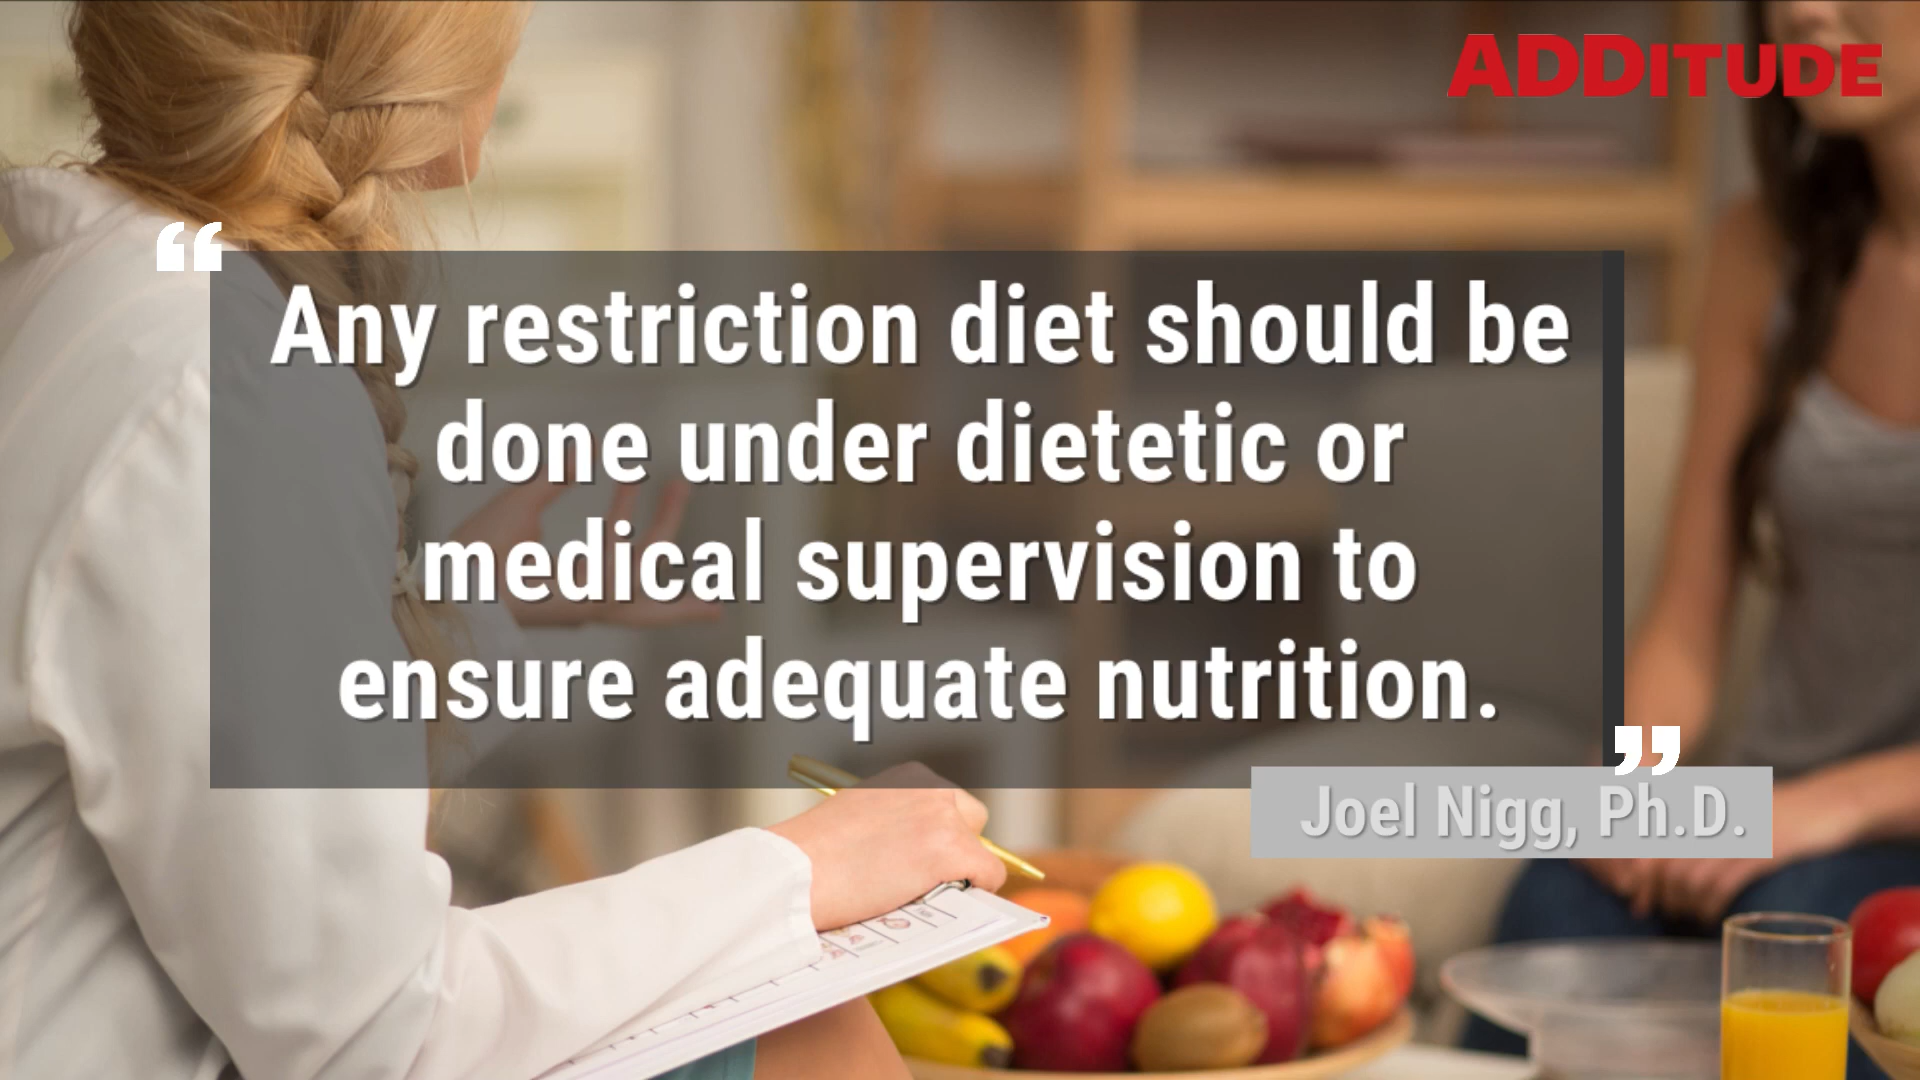 ADDITUDE
“
Any restriction diet should be
done under dietetic or
medical supervision to
ensure adequate nutrition.
”
Joel Nigg, Ph.D.